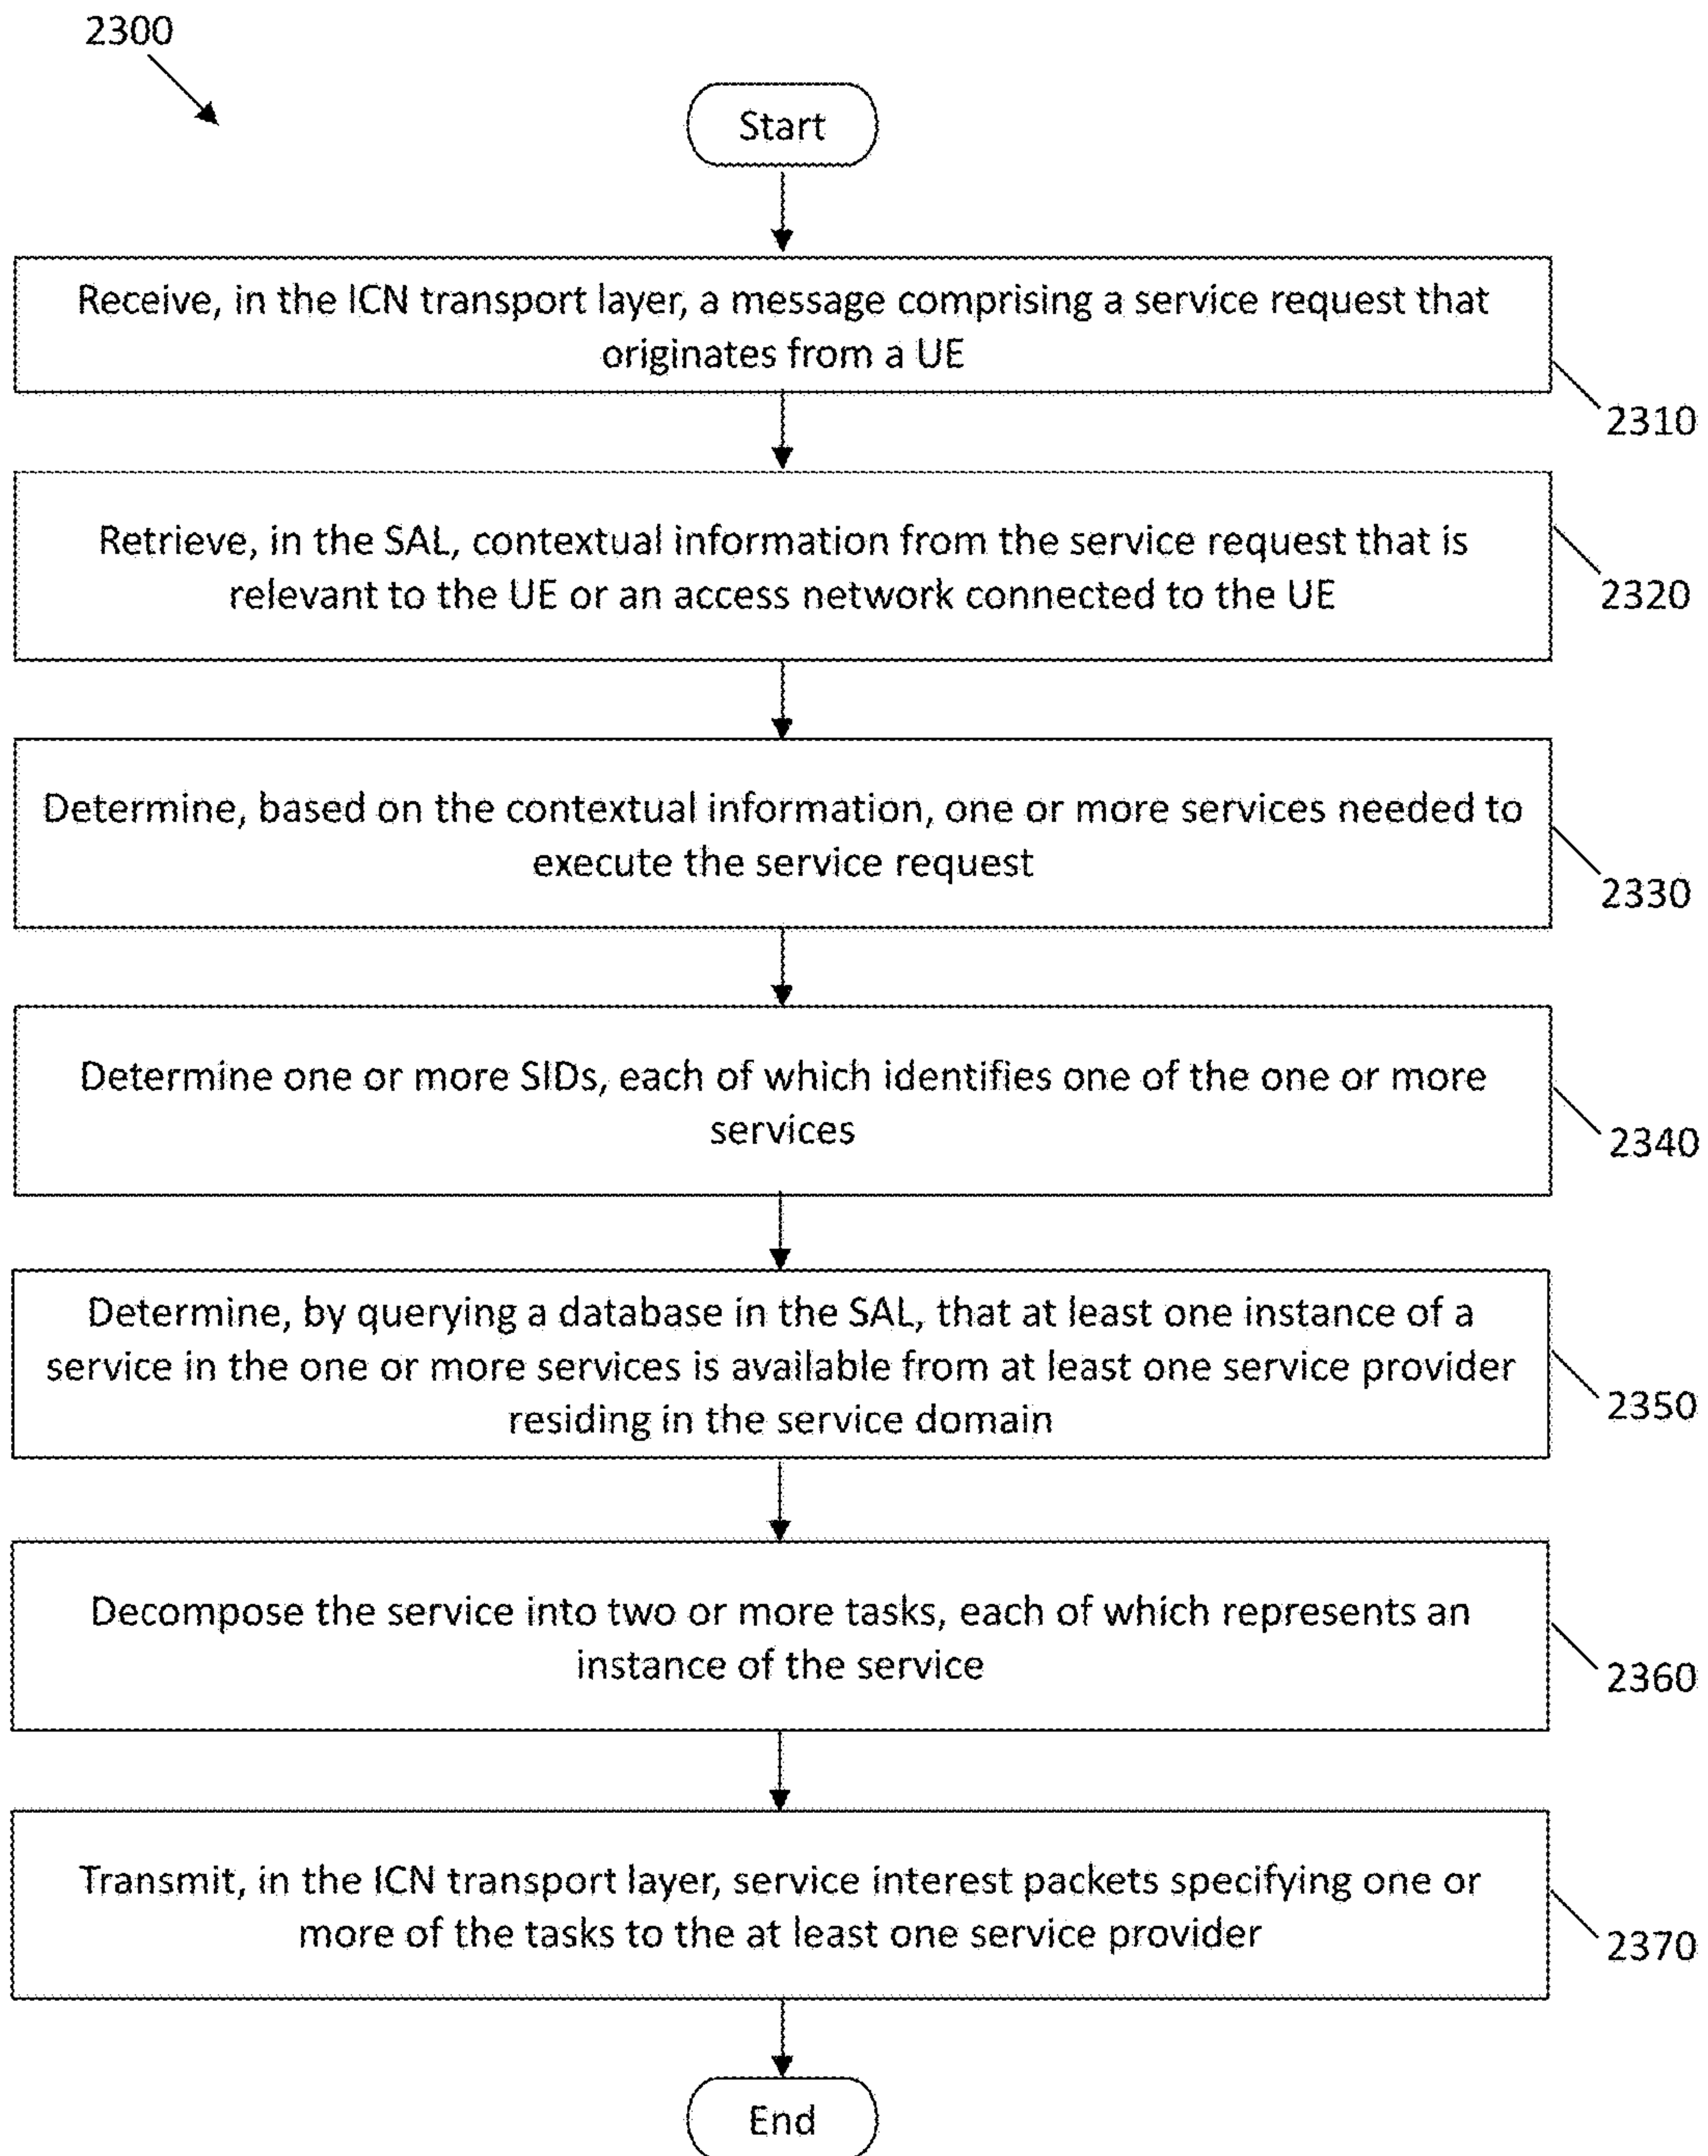 2300
Start
Receive, in the ICN transport layer, a message comprising a service request that
originates from a UE
2310
Retrieve, in the SAL, contextual information from the service request that is
relevant to the UE or an access network connected to the UE
2320
Determine, based on the contextual information, one or more services needed to
execute the service request
2330
Determine one or more SIDs, each of which identifies one of the one or more
services
2340
Determine, by querying a database in the SAL, that at least one instance of a
service in the one or more services is available from at least one service provider
residing in the service domain
2350
Decompose the service into two or more tasks, each of which represents an
instance of the service
2360
Transmit, in the ICN transport layer, service interest packets specifying one or
more of the tasks to the at least one service provider
2370
End